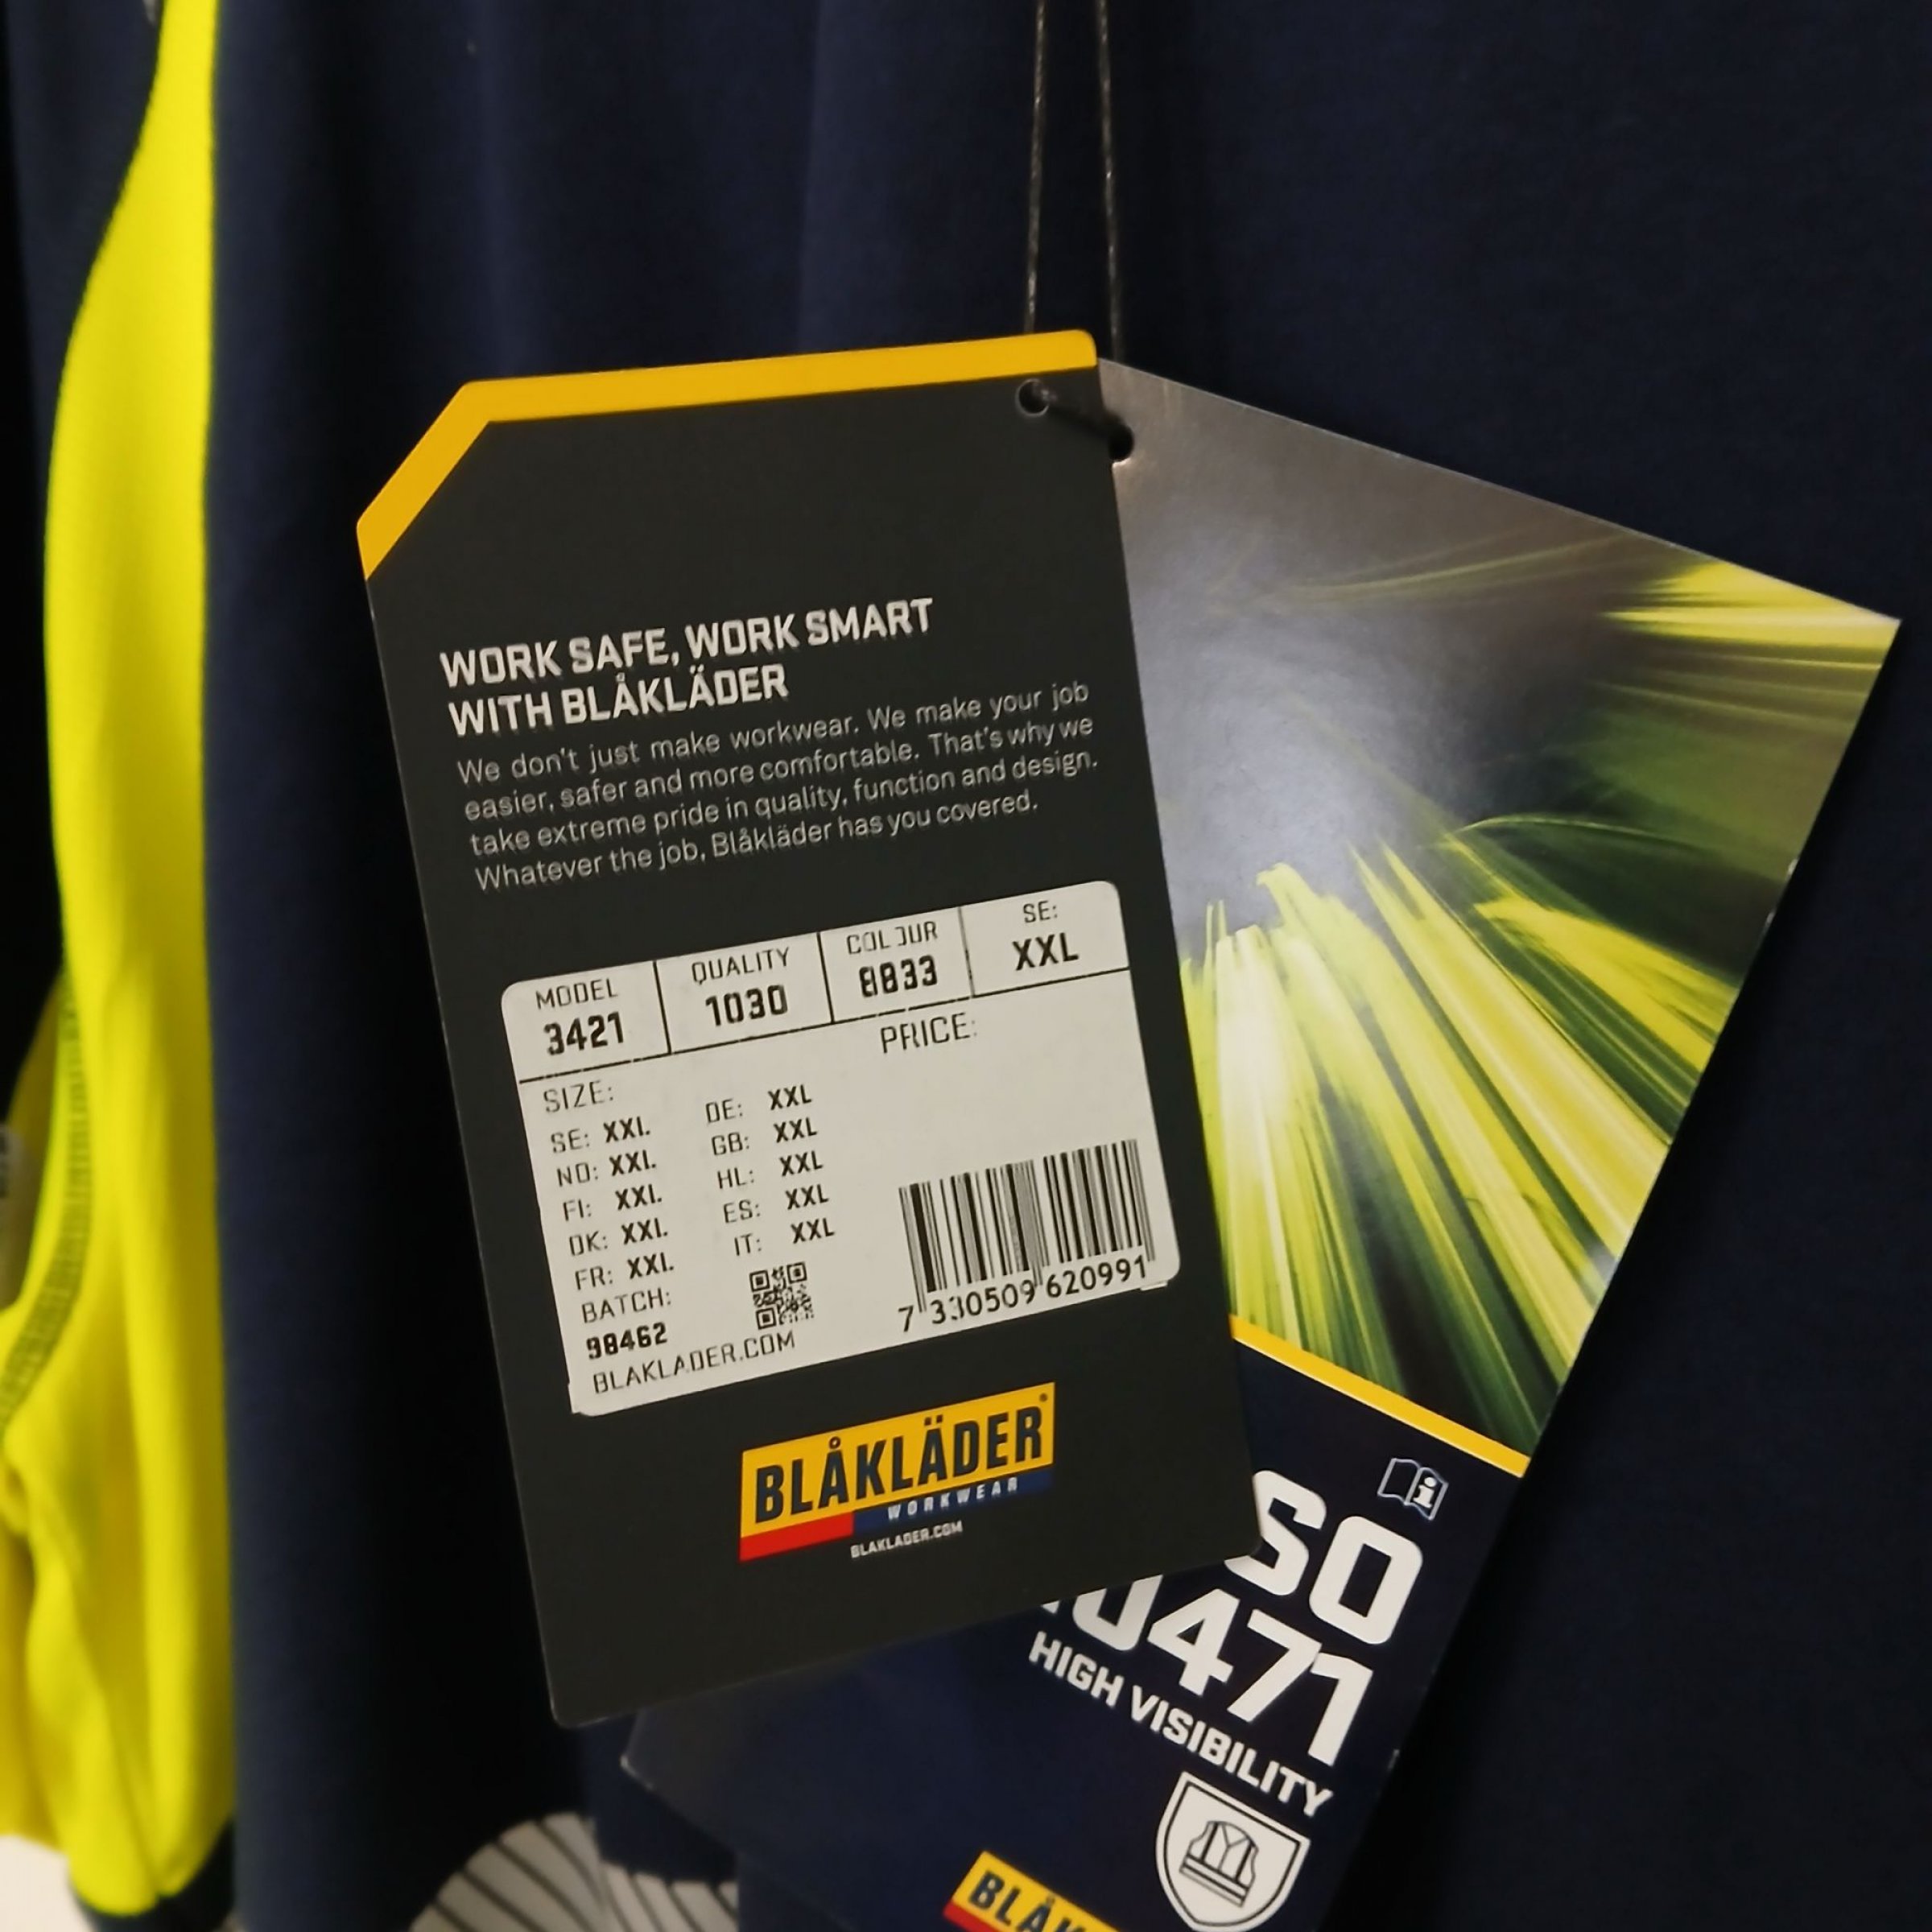 WORK SAFE, WORK SMART
WITH BLÅKLÄDER
We don't just make workwear. We make your job
easier, safer and more comfortable. That's why we
take extreme pride in quality, function and design.
Whatever the job, Blåkläder has you covered.
MODEL QUALITY COLOUR SE:
3421 1030 8833 XXL
PRICE:
SIZE:
SE: XXL DE: XXL
NO: XXL GB: XXL
FI: XXL HL: XXL
DK: XXL ES: XXL
FR: XXL IT: XXL
BATCH:
98462
BLAKLADER.COM
7 330509 620991
BLÅKLÄDER®
WORKWEAR
BLAKLADER.COM
SO
0471
HIGH VISIBILITY
BLÅK